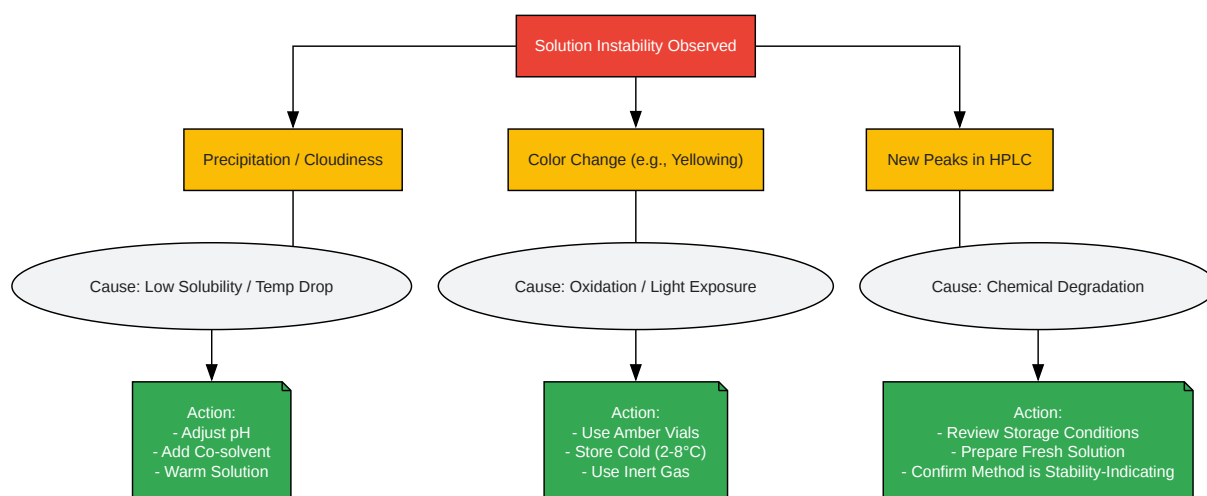 Solution Instability Observed
Precipitation / Cloudiness
Color Change (e.g., Yellowing)
New Peaks in HPLC
Cause: Low Solubility / Temp Drop
Cause: Oxidation / Light Exposure
Cause: Chemical Degradation
Action:
- Adjust pH
- Add Co-solvent
- Warm Solution
Action:
- Use Amber Vials
- Store Cold (2-8°C)
- Use Inert Gas
Action:
- Review Storage Conditions
- Prepare Fresh Solution
- Confirm Method is Stability-Indicating